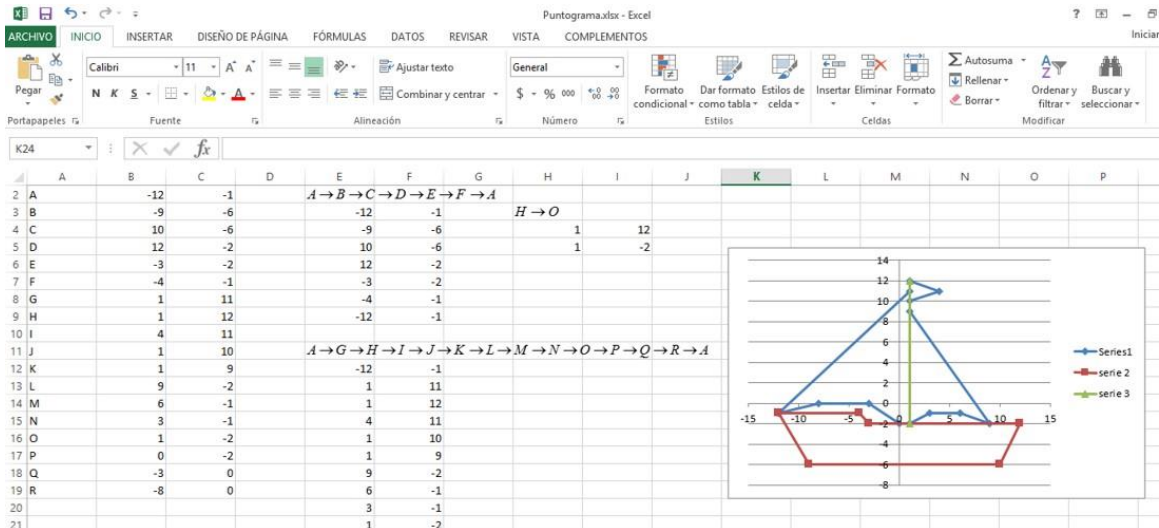 Puntograma.xlsx - Excel
ARCHIVO INICIO INSERTAR DISEÑO DE PÁGINA FÓRMULAS DATOS REVISAR VISTA COMPLEMENTOS Iniciar
Pegar
Calibri 11 A A Ajustar texto General
N K S A Combinar y centrar $ % 000
Formato condicional Dar formato como tabla Estilos de celda Insertar Eliminar Formato
Autosuma Rellenar Borrar Ordenar y filtrar Buscar y seleccionar
Portapapeles Fuente Alineación Número Estilos Celdas Modificar
K24 fx
A B C D E F G H I J K L M N O P
2 A -12 -1 A→B→C→D→E→F→A
3 B -9 -6 -12 -1 H→O
4 C 10 -6 -9 -6 1 12
5 D 12 -2 10 -6 1 -2
6 E -3 -2 12 -2
7 F -4 -1 -3 -2
8 G 1 11 -4 -1
9 H 1 12 -12 -1
10 I 4 11
11 J 1 10 A→G→H→I→J→K→L→M→N→O→P→Q→R→A
12 K 1 9 -12 -1
13 L 9 -2 1 11
14 M 6 -1 1 12
15 N 3 -1 4 11
16 O 1 -2 1 10
17 P 0 -2 1 9
18 Q -3 0 9 -2
19 R -8 0 6 -1
20 3 -1
21 1 -2
14
12
10
8
6
4
2
0
-15 -10 -5 0 5 10 15
-2
-4
-6
-8
Series1
serie 2
serie 3